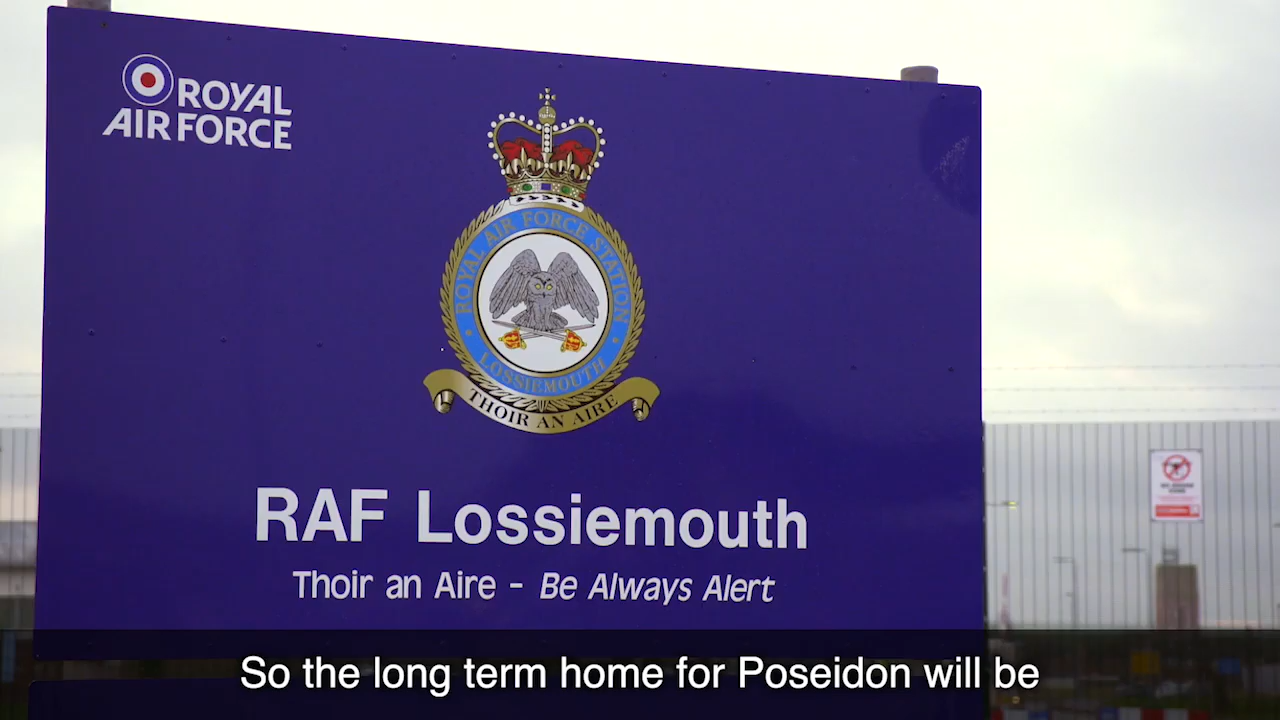 ROYAL
AIR FORCE
ROYAL AIR FORCE STATION
LOSSIEMOUTH
THOIR AN AIRE
RAF Lossiemouth
Thoir an Aire - Be Always Alert
So the long term home for Poseidon will be